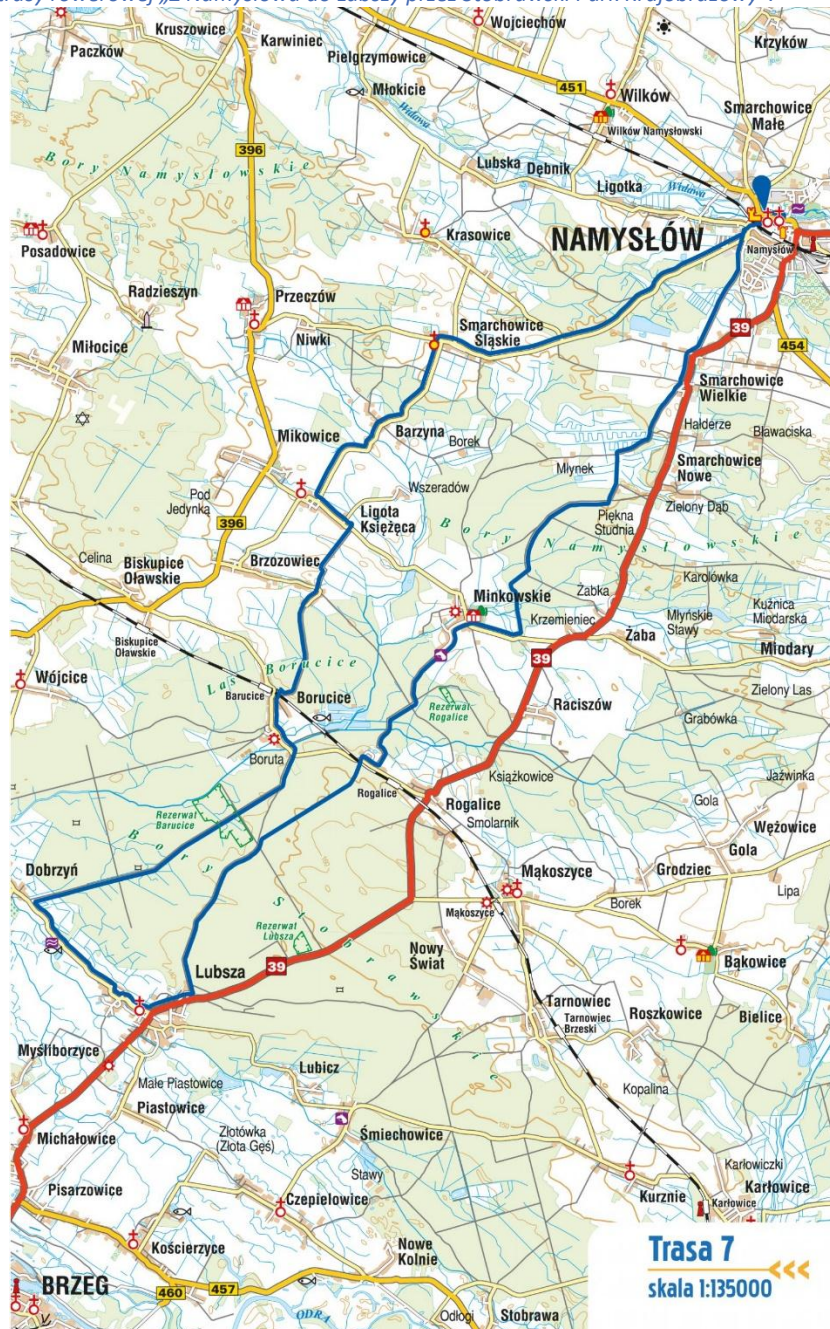 Kruszowice
Paczków
Karwiniec
Pielgrzymowice
Wojciechów
Krzyków
Młokicie
451
Wilków
Smarchowice
Małe
Widawa
Wilków Namysłowski
396
Bory Namysłowskie
Lubska
Dębnik
Ligotka
Widawa
Krasowice
NAMYSŁÓW
Namysłów
Posadowice
Radzieszyn
Przeczów
Niwki
Smarchowice
Śląskie
39
454
Miłocice
Smarchowice
Wielkie
Mikowice
Barzyna
Borek
Hałderze
Bławaciska
Młynek
Smarchowice
Nowe
Wszeradów
Pod
Jedynką
Ligota
Księżęca
Bory Namysłowskie
Piękna
Studnia
Zielony Dąb
396
Celina
Biskupice
Oławskie
Brzozowiec
Minkowskie
Krzemieniec
Żabka
Karolówka
Młyńskie
Stawy
Kuźnica
Miodarska
Biskupice
Oławskie
Żaba
Miodary
Las Borucice
39
Wójcice
Barucice
Borucice
Rezerwat
Rogalice
Raciszów
Zielony Las
Grabówka
Boruta
Książkowice
Jaźwinka
Rogalice
Rogalice
Gola
Smolarnik
Wężowice
Rezerwat
Barucice
Gola
Dobrzyń
Bory
Mąkoszyce
Grodziec
Lipa
Borek
Mąkoszyce
Stobrawskie
Rezerwat
Lubsza
Nowy
Świat
Lubsza
39
Bąkowice
Tarnowiec
Tarnowiec
Brzeski
Roszkowice
Bielice
Myśliborzyce
Lubicz
Małe Piastowice
Piastowice
Kopalina
Michałowice
Złotówka
(Złota Gęś)
Śmiechowice
Stawy
Karłowiczki
Pisarzowice
Czepielowice
Kurznie
Karłowice
Karłowice
Kościerzyce
Nowe
Kolnie
Trasa 7
skala 1:135000
BRZEG
460
457
ODRA
Odłogi
Stobrawa